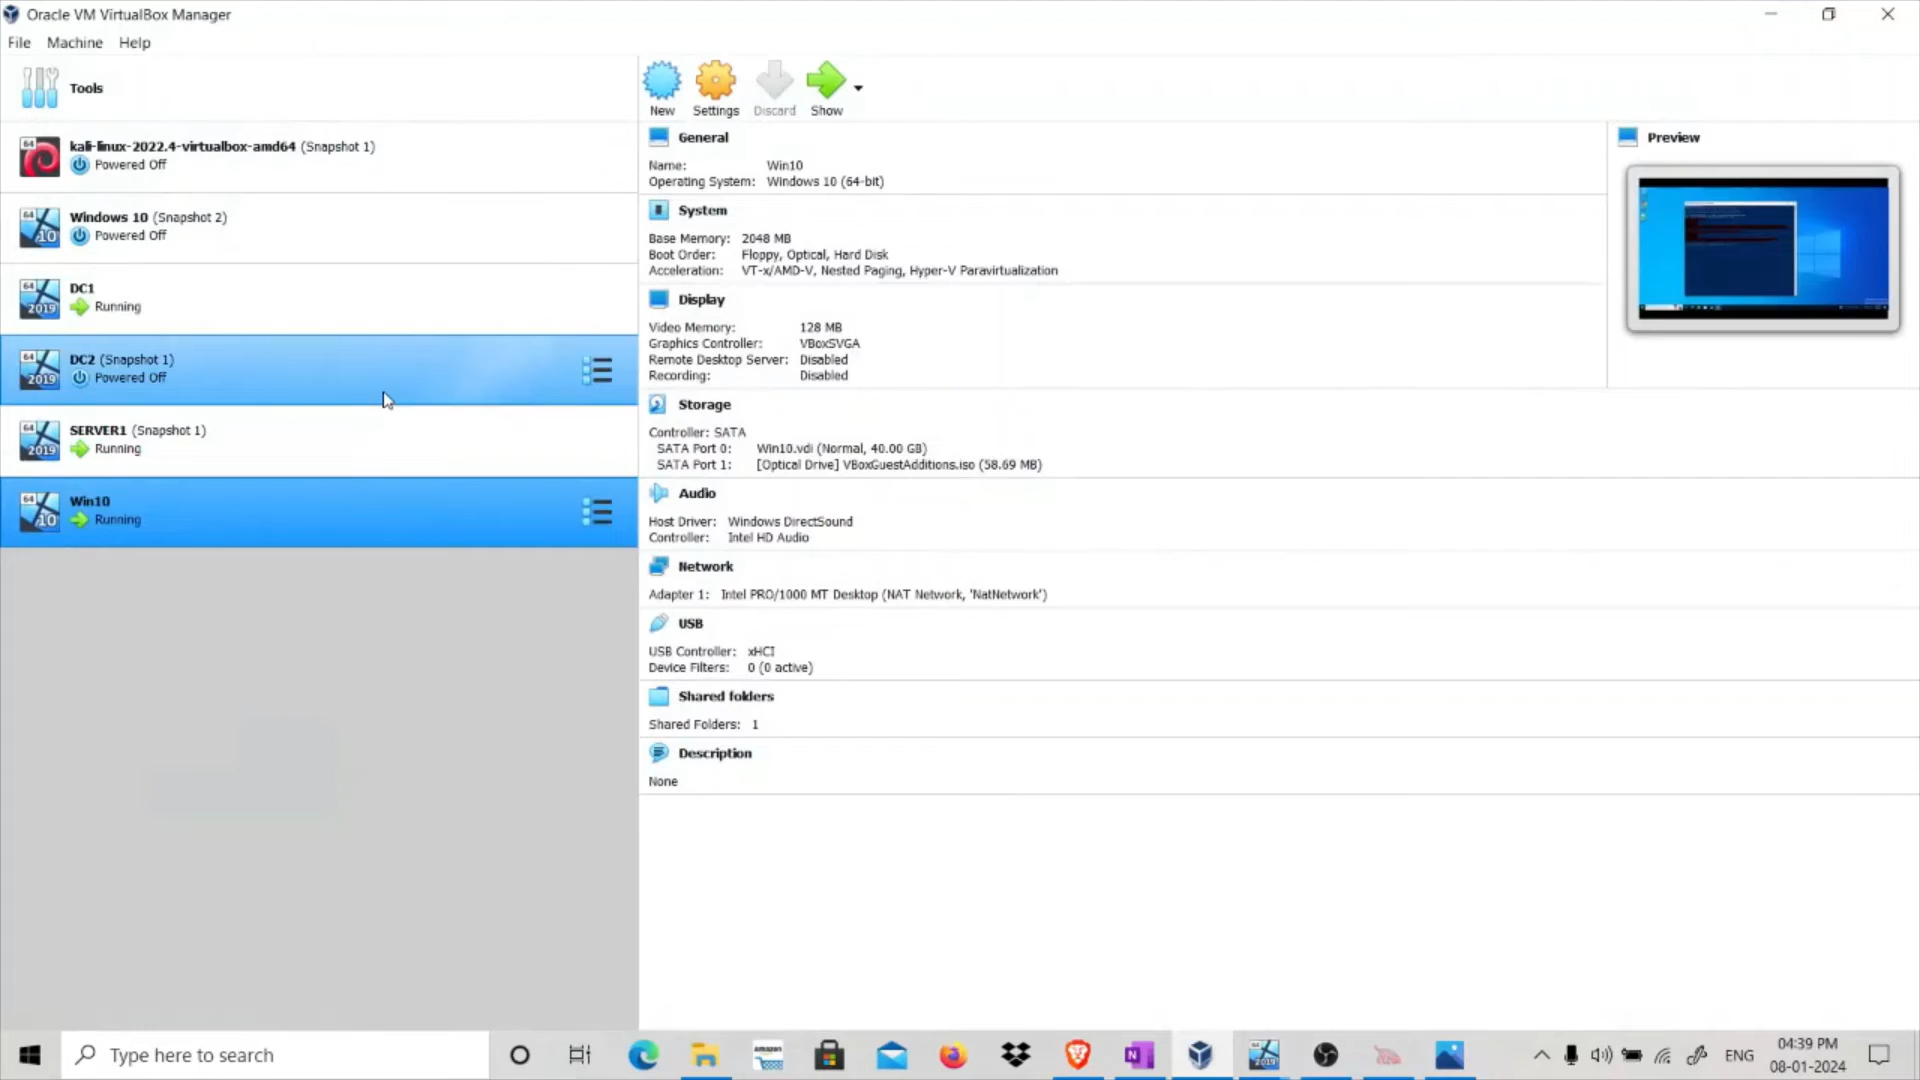 Oracle VM VirtualBox Manager
File Machine Help
Tools
New Settings Discard Show
kali-linux-2022.4-virtualbox-amd64 (Snapshot 1)
Powered Off
Windows 10 (Snapshot 2)
Powered Off
DC1
Running
DC2 (Snapshot 1)
Powered Off
SERVER1 (Snapshot 1)
Running
Win10
Running
General
Name: Win10
Operating System: Windows 10 (64-bit)
System
Base Memory: 2048 MB
Boot Order: Floppy, Optical, Hard Disk
Acceleration: VT-x/AMD-V, Nested Paging, Hyper-V Paravirtualization
Display
Video Memory: 128 MB
Graphics Controller: VBoxSVGA
Remote Desktop Server: Disabled
Recording: Disabled
Storage
Controller: SATA
SATA Port 0: Win10.vdi (Normal, 40.00 GB)
SATA Port 1: [Optical Drive] VBoxGuestAdditions.iso (58.69 MB)
Audio
Host Driver: Windows DirectSound
Controller: Intel HD Audio
Network
Adapter 1: Intel PRO/1000 MT Desktop (NAT Network, 'NatNetwork')
USB
USB Controller: xHCI
Device Filters: 0 (0 active)
Shared folders
Shared Folders: 1
Description
None
Preview
Type here to search
amazon
ENG
04:39 PM
08-01-2024